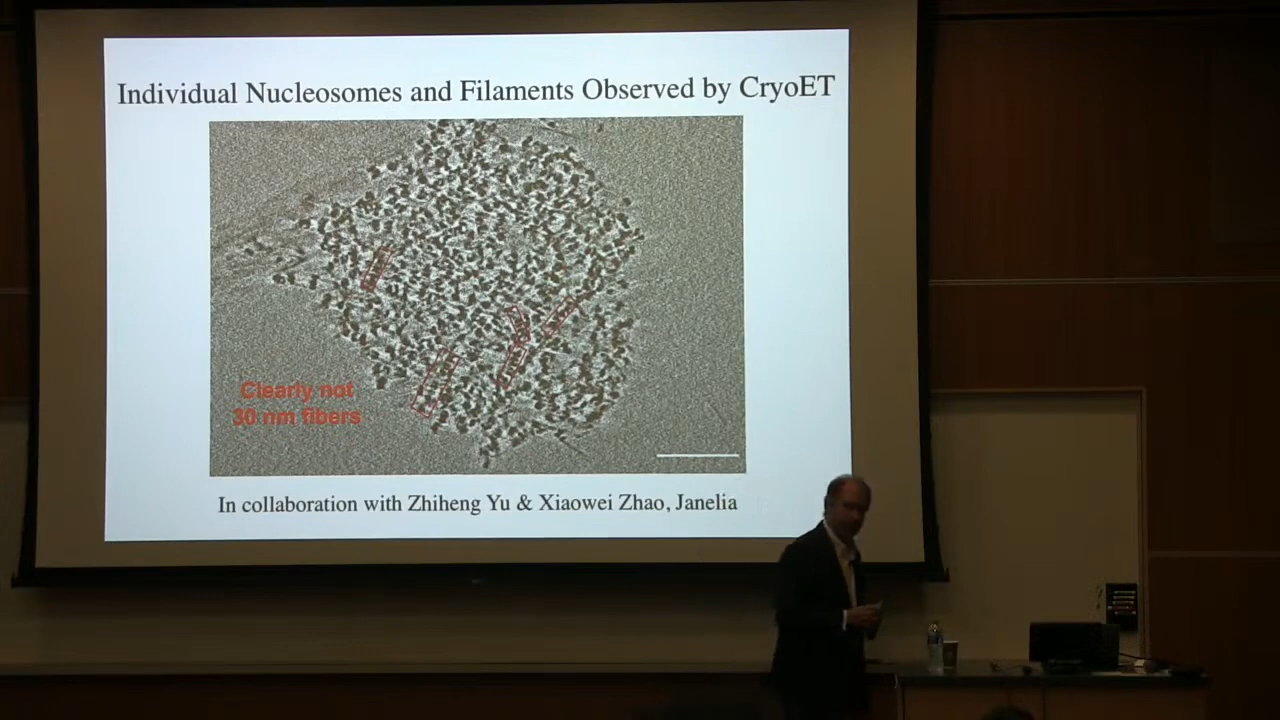 Individual Nucleosomes and Filaments Observed by CryoET
Clearly not
30 nm fibers
In collaboration with Zhiheng Yu & Xiaowei Zhao, Janelia